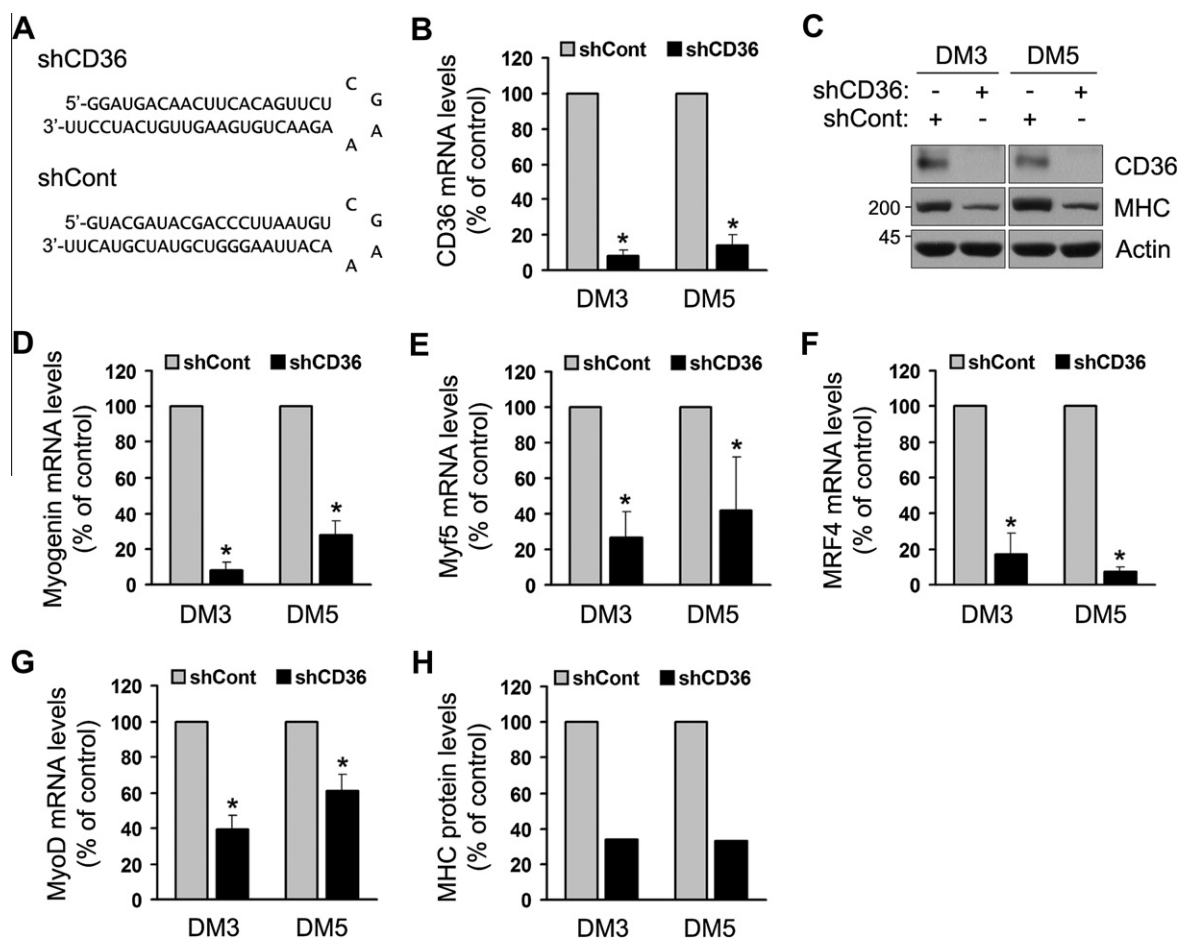 A
shCD36
5'-GGAUGACAACUUCACAGUUCU
3'-UUCCUACUGUUGAAGUGUCAAGA
C
G
A
A
shCont
5'-GUACGAUACGACCCUUAAUGU
3'-UUCAUGCUAUGCUGGGAAUUACA
C
G
A
A
B
shCont shCD36
CD36 mRNA levels
(% of control)
120
100
80
60
40
20
0
*
*
DM3 DM5
C
DM3 DM5
shCD36: - + - +
shCont: + - + -
CD36
200 MHC
45
Actin
D
shCont shCD36
Myogenin mRNA levels
(% of control)
120
100
80
60
40
20
0
*
*
DM3 DM5
E
shCont shCD36
Myf5 mRNA levels
(% of control)
120
100
80
60
40
20
0
*
*
DM3 DM5
F
shCont shCD36
MRF4 mRNA levels
(% of control)
120
100
80
60
40
20
0
*
*
DM3 DM5
G
shCont shCD36
MyoD mRNA levels
(% of control)
120
100
80
60
40
20
0
*
*
DM3 DM5
H
shCont shCD36
MHC protein levels
(% of control)
120
100
80
60
40
20
0
DM3 DM5